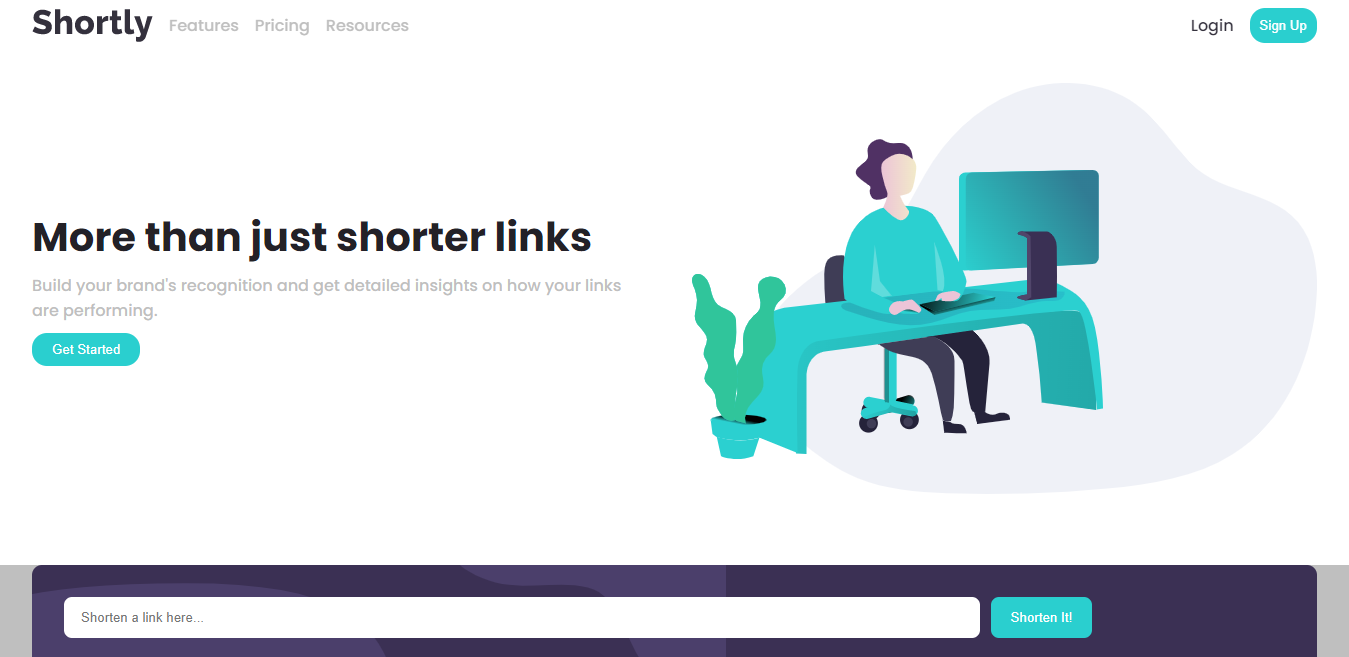 Shortly Features Pricing Resources Login Sign Up
More than just shorter links
Build your brand's recognition and get detailed insights on how your links
are performing.
Get Started
Shorten a link here... Shorten It!